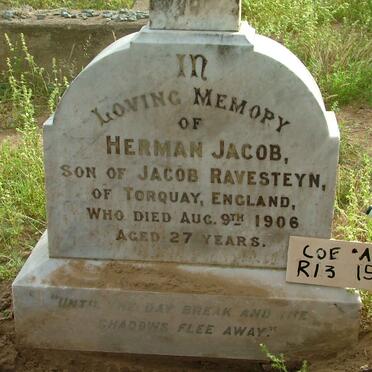 IN
LOVING MEMORY
OF
HERMAN JACOB,
SON OF JACOB RAVESTEYN,
OF TORQUAY, ENGLAND,
WHO DIED AUG. 9TH 1906
AGED 27 YEARS.
"UNTIL THE DAY BREAK AND THE
SHADOWS FLEE AWAY."
COE
R13